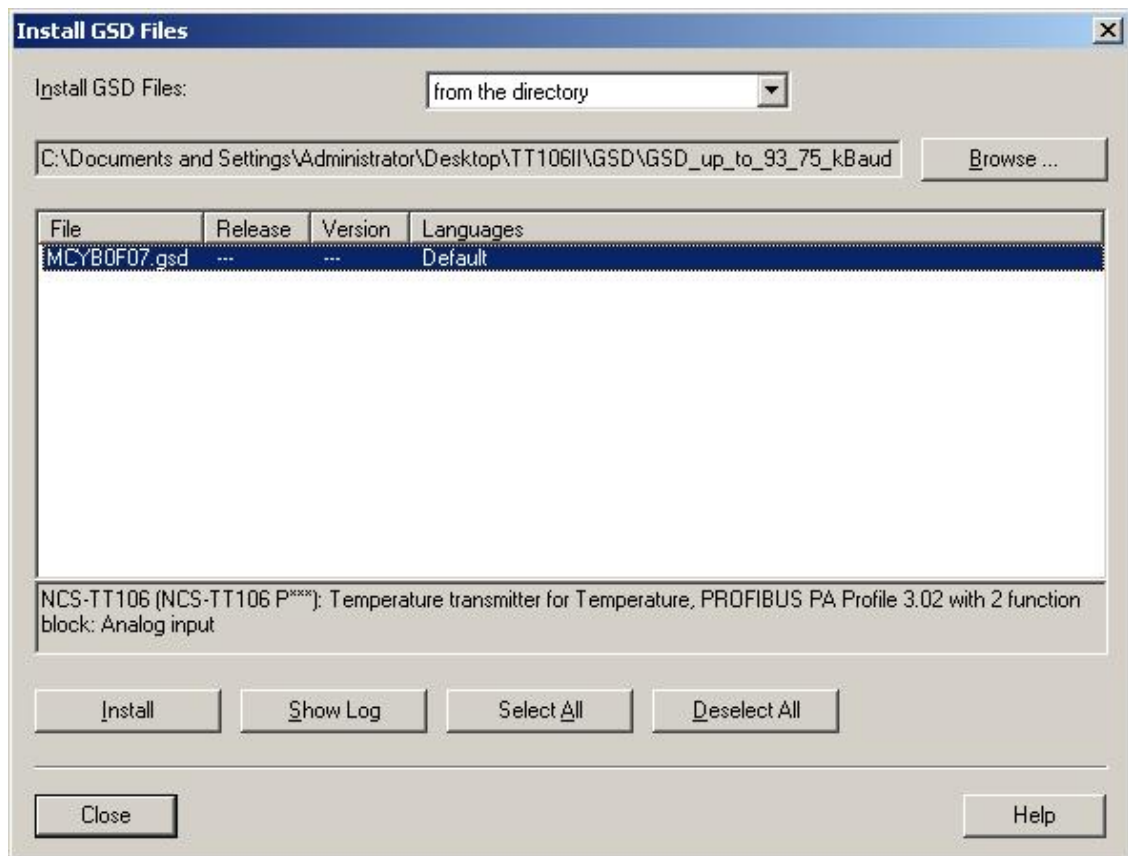 Install GSD Files
Install GSD Files:
from the directory
C:\Documents and Settings\Administrator\Desktop\TT106II\GSD\GSD_up_to_93_75_kBaud
Browse ...
File Release Version Languages
MCYB0F07.gsd --- --- Default
NCS-TT106 (NCS-TT106 P***): Temperature transmitter for Temperature, PROFIBUS PA Profile 3.02 with 2 function
block: Analog input
Install Show Log Select All Deselect All
Close Help